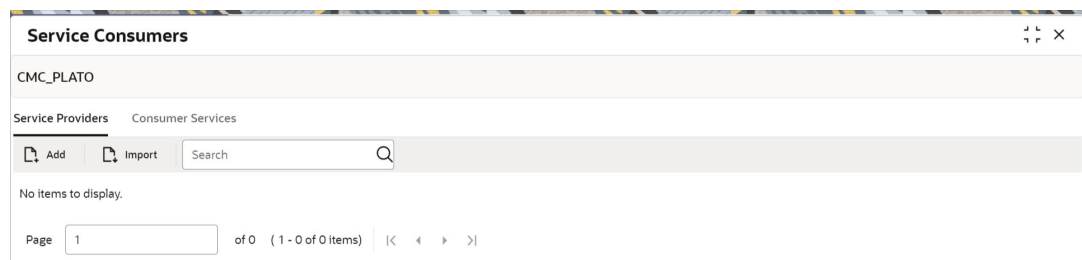 Service Consumers
CMC_PLATO
Service Providers Consumer Services
Add Import Search
No items to display.
Page 1 of 0 ( 1 - 0 of 0 items)